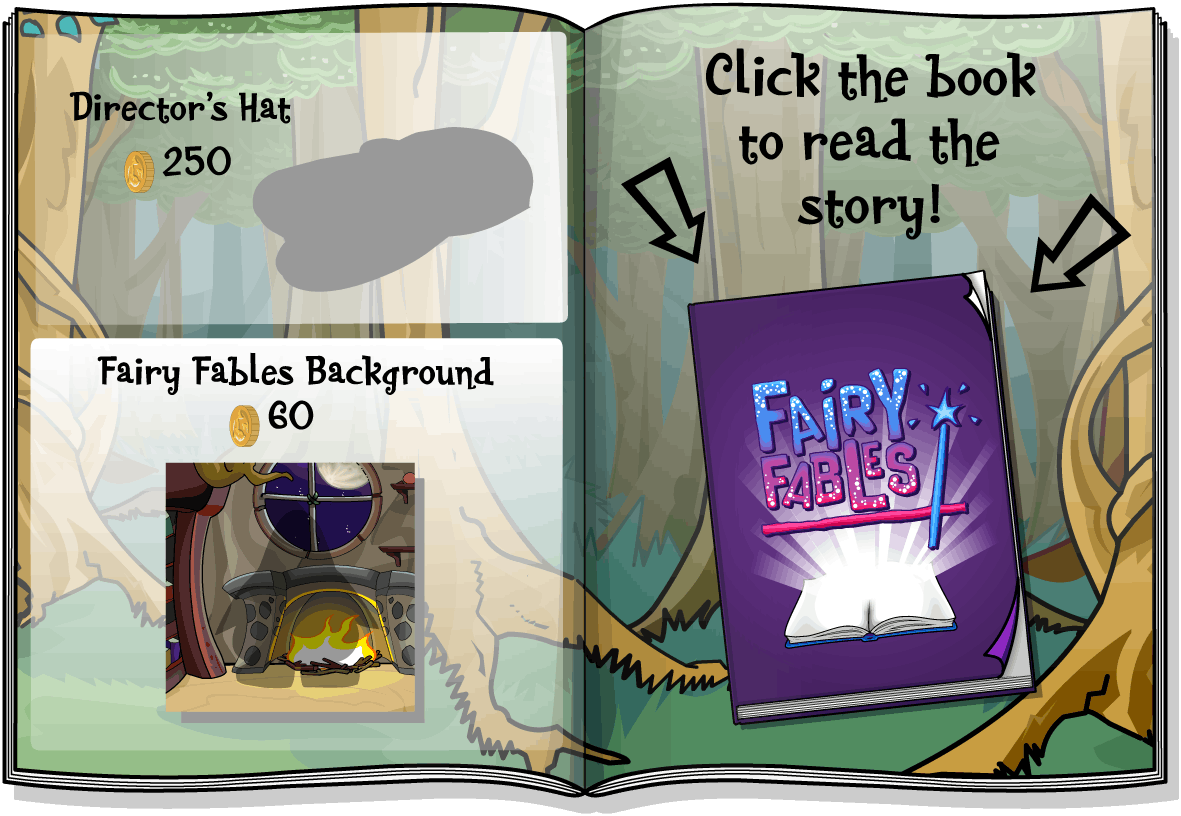 Director's Hat
250
Fairy Fables Background
60
Click the book
to read the
story!
FAIRY
FABLES